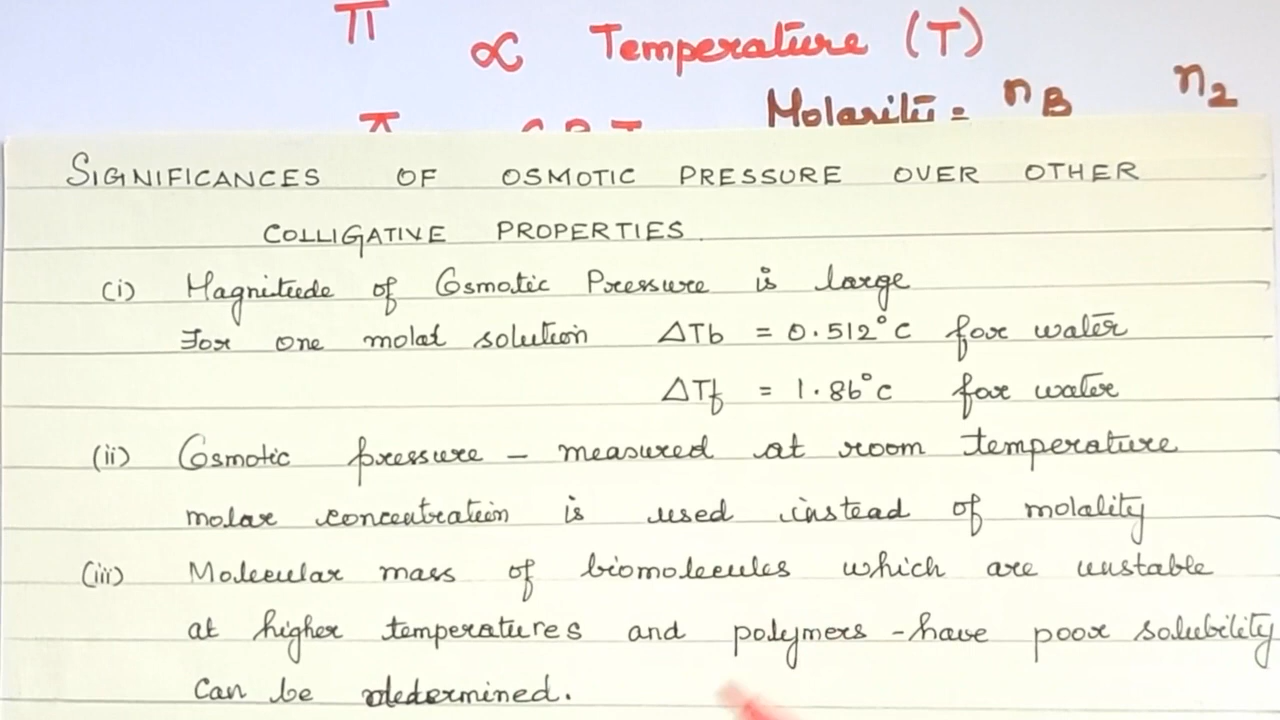 π ∝ Temperature (T)
π CRT Molarity = nB n2
SIGNIFICANCES OF OSMOTIC PRESSURE OVER OTHER
COLLIGATIVE PROPERTIES.
(i) Magnitude of Osmotic Pressure is large
For one molal solution ΔTb = 0.512°C for water
ΔTf = 1.86°C for water
(ii) Osmotic pressure - measured at room temperature
molar concentration is used instead of molality
(iii) Molecular mass of biomolecules which are unstable
at higher temperatures and polymers - have poor solubility
can be determined.